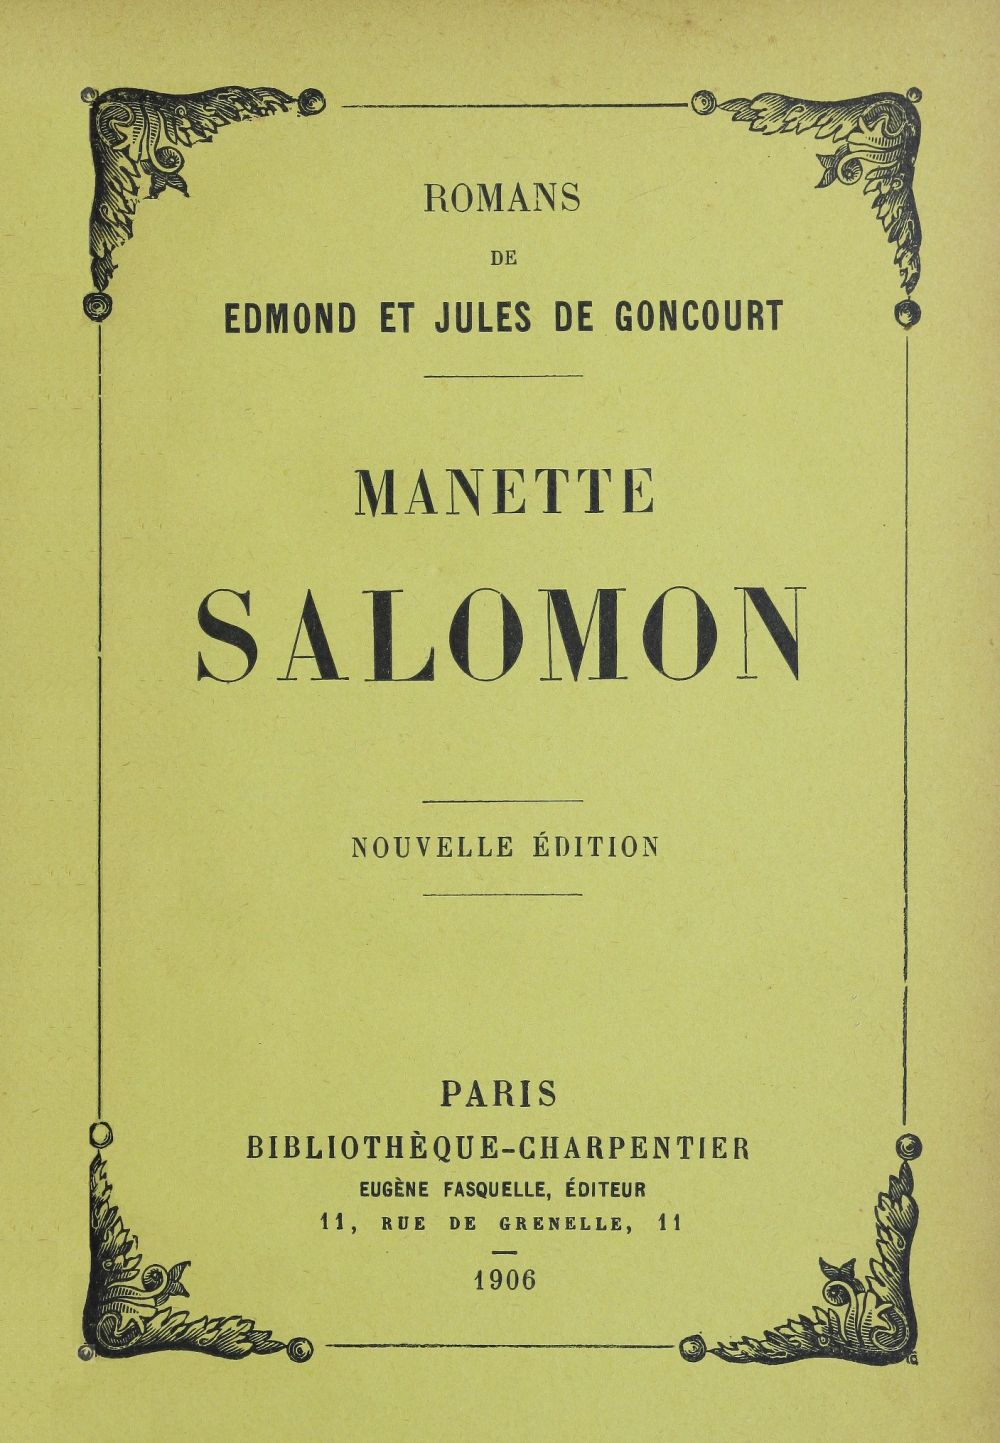 ROMANS
DE
EDMOND ET JULES DE GONCOURT
MANETTE
SALOMON
NOUVELLE ÉDITION
PARIS
BIBLIOTHÈQUE-CHARPENTIER
EUGÈNE FASQUELLE, ÉDITEUR
11, RUE DE GRENELLE, 11
1906